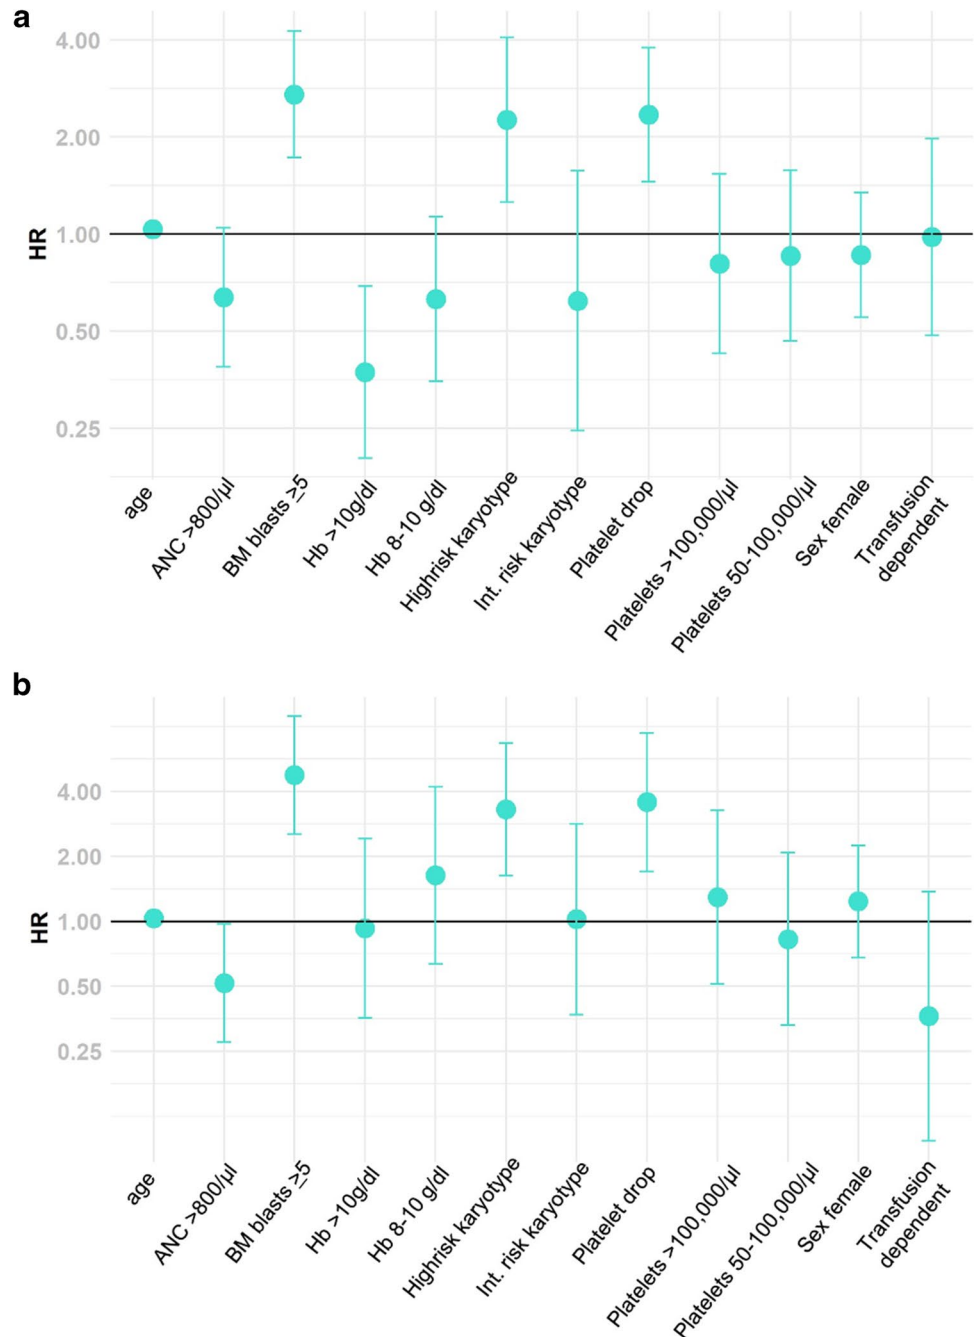 a
HR
4.00
2.00
1.00
0.50
0.25
age
ANC >800/µl
BM blasts ≥5
Hb >10g/dl
Hb 8-10 g/dl
Highrisk karyotype
Int. risk karyotype
Platelet drop
Platelets >100,000/µl
Platelets 50-100,000/µl
Sex female
Transfusion
dependent
b
HR
4.00
2.00
1.00
0.50
0.25
age
ANC >800/µl
BM blasts ≥5
Hb >10g/dl
Hb 8-10 g/dl
Highrisk karyotype
Int. risk karyotype
Platelet drop
Platelets >100,000/µl
Platelets 50-100,000/µl
Sex female
Transfusion
dependent